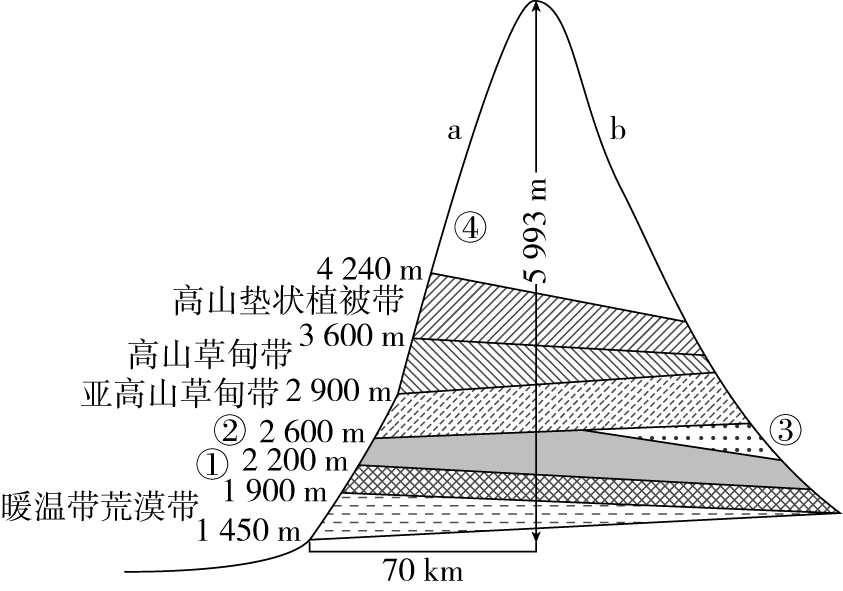 a
b
④
5 993 m
4 240 m
高山垫状植被带
3 600 m
高山草甸带
亚高山草甸带 2 900 m
② 2 600 m
③
① 2 200 m
1 900 m
暖温带荒漠带
1 450 m
70 km